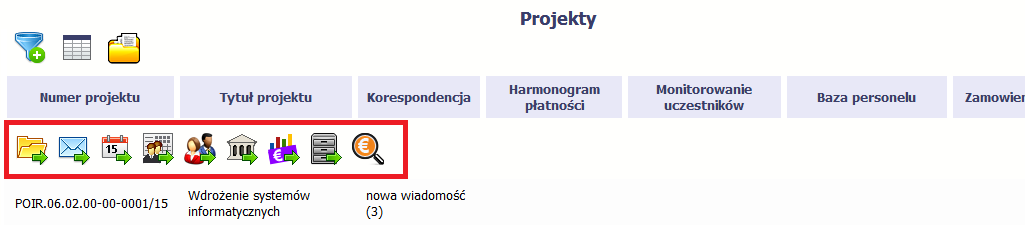 Projekty
Numer projektu
Tytuł projektu
Korespondencja
Harmonogram
płatności
Monitorowanie
uczestników
Baza personelu
Zamowien
15
€
€
POIR.06.02.00-00-0001/15
Wdrożenie systemów
informatycznych
nowa wiadomość
(3)